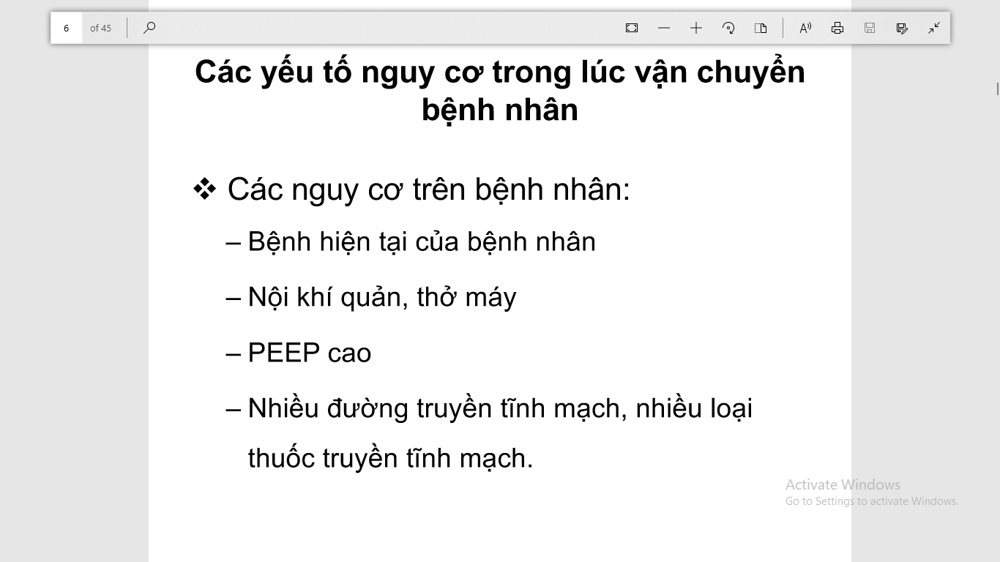 6 of 45
Các yếu tố nguy cơ trong lúc vận chuyển
bệnh nhân
❖ Các nguy cơ trên bệnh nhân:
– Bệnh hiện tại của bệnh nhân
– Nội khí quản, thở máy
– PEEP cao
– Nhiều đường truyền tĩnh mạch, nhiều loại
thuốc truyền tĩnh mạch.
Activate Windows
Go to Settings to activate Windows.